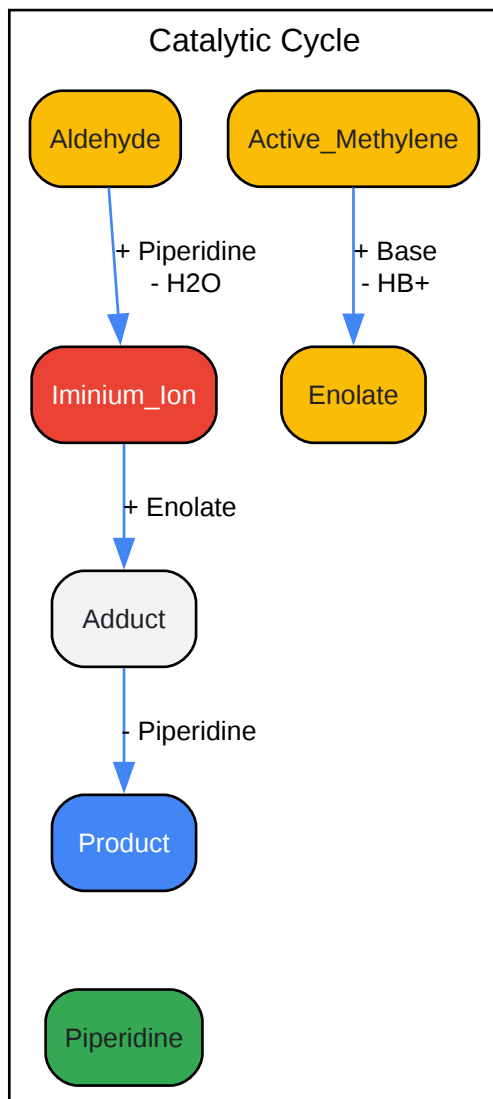 Catalytic Cycle
Aldehyde
Active_Methylene
+ Piperidine
- H2O
+ Base
- HB+
Iminium_Ion
Enolate
+ Enolate
Adduct
- Piperidine
Product
Piperidine